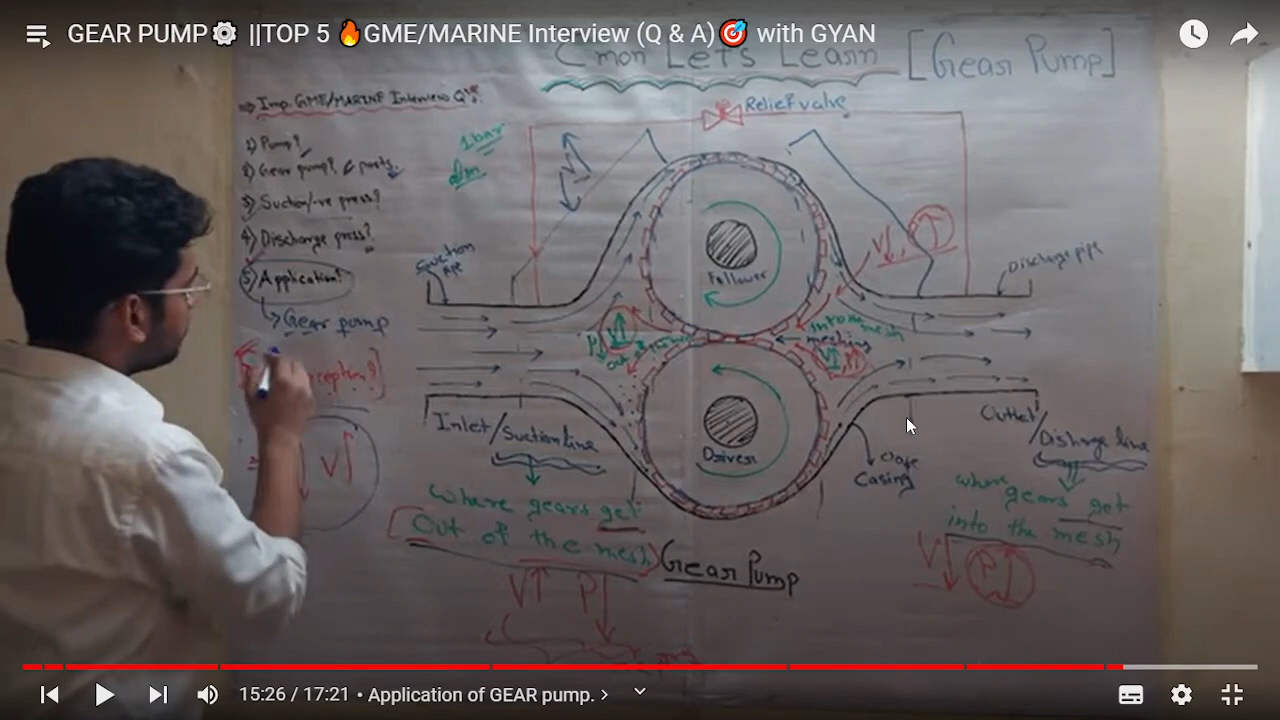 GEAR PUMP⚙️ ||TOP 5 🔥GME/MARINE Interview (Q & A)🎯 with GYAN
C'mon Let's Learn [Gear Pump]
⇒ Imp. GME/MARINE Interview Q's.
1) Pump?
2) Gear pump? & parts.
3) Suction/-ve press?
4) Discharge press?
5) Application?
→ Gear pump
V↑
1 bar
Relief valve
Suction
Pipe
Follower
V↓, P↑
Discharge pipe
P↓ V↑
into the
mesh
meshing
V↓, P↑
Driver
Inlet/Suction line
Where gears get
[Out of the mesh]
V↑ P↓
Gear Pump
Casing
Outlet/Disharge line
where
gears get
into the mesh
V↓ P↑
15:26 / 17:21 • Application of GEAR pump. >